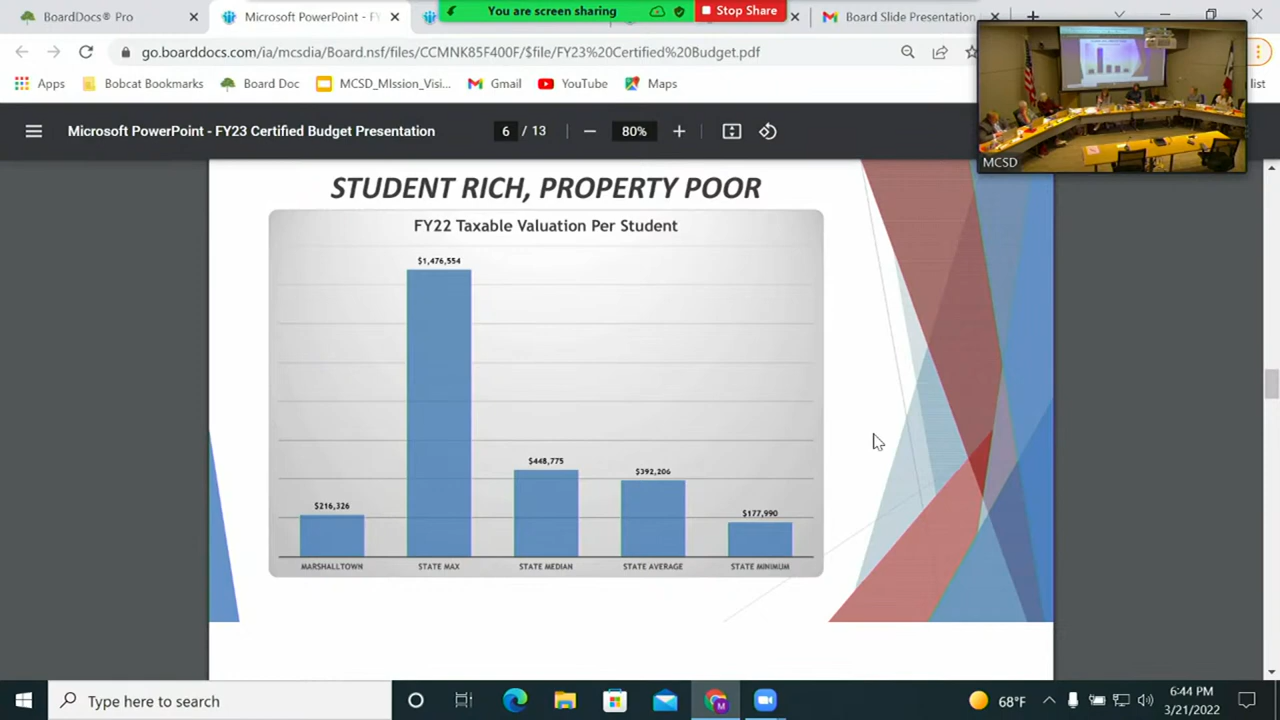 BoardDocs® Pro
Microsoft PowerPoint - FY
You are screen sharing
Stop Share
Board Slide Presentation
go.boarddocs.com/ia/mcsdia/Board.nsf/files/CCMNK55F400F/$file/FY23%20Certified%20Budget.pdf
Apps
Bobcat Bookmarks
Board Doc
MCSD_MIssion_Visi...
Gmail
YouTube
Maps
list
Microsoft PowerPoint - FY23 Certified Budget Presentation
6 / 13
80%
MCSD
STUDENT RICH, PROPERTY POOR
FY22 Taxable Valuation Per Student
$1,476,554
$448,775
$392,206
$216,326
$177,990
MARSHALLTOWN
STATE MAX
STATE MEDIAN
STATE AVERAGE
STATE MINIMUM
Type here to search
68°F
6:44 PM
3/21/2022